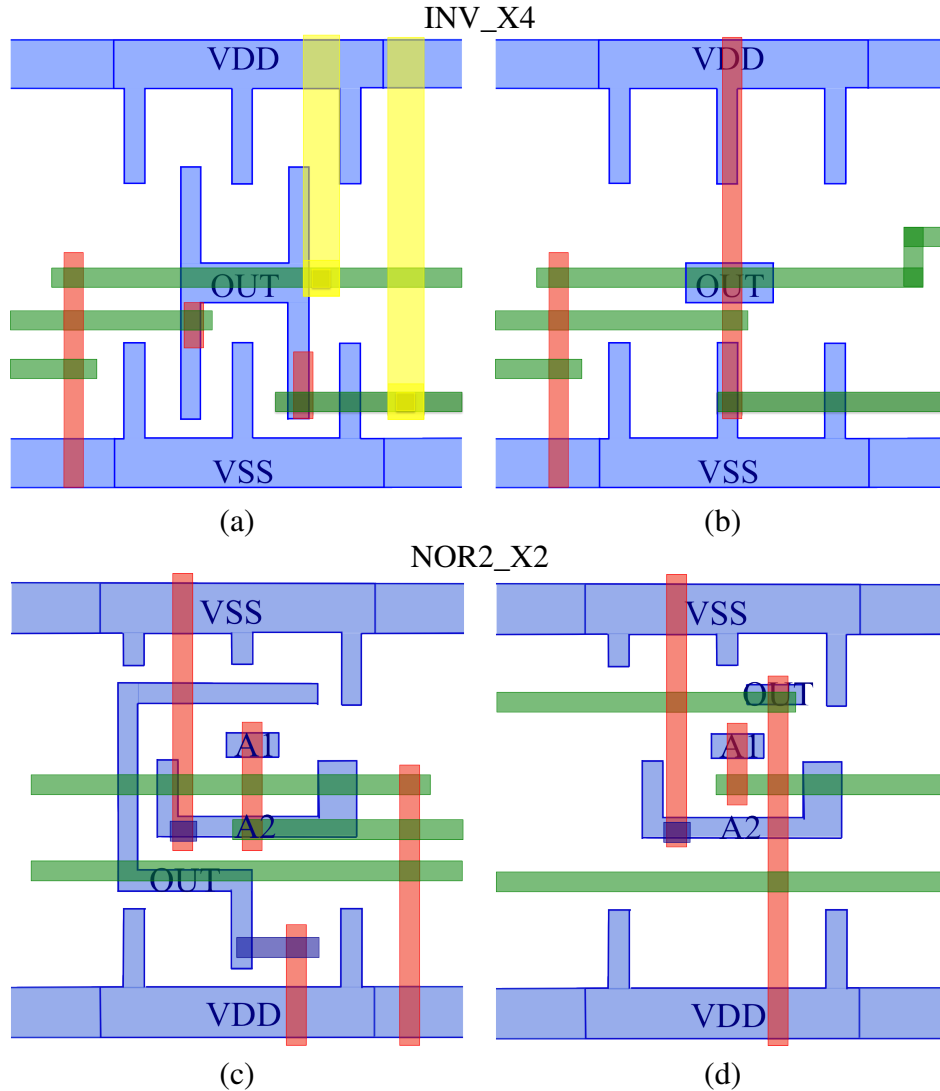 INV_X4
VDD VDD
OUT OUT
VSS VSS
(a) (b)
NOR2_X2
VSS VSS
OUT
A1 A1
A2 A2
OUT
VDD VDD
(c) (d)